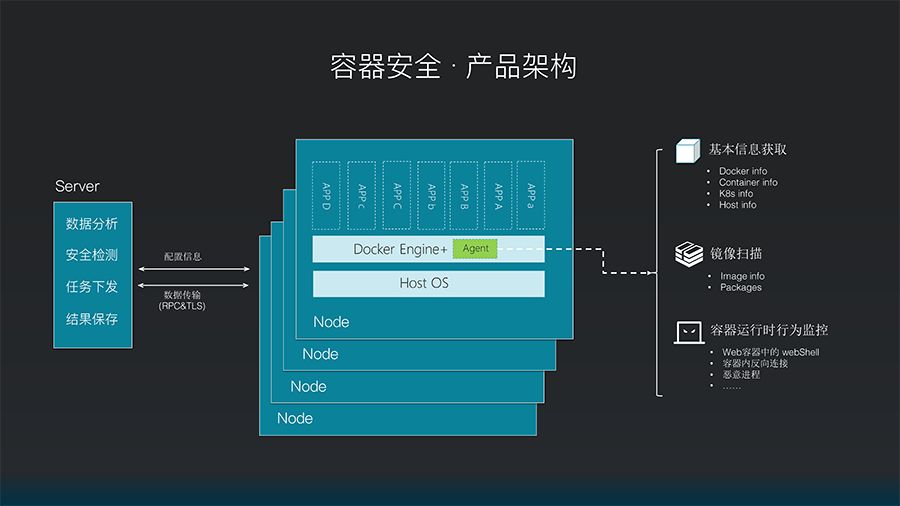 容器安全 · 产品架构
Server
数据分析
安全检测
任务下发
结果保存
配置信息
数据传输
(RPC&TLS)
APP D
APP c
APP C
APP b
APP B
APP A
APP a
Docker Engine+
Agent
Host OS
Node
Node
Node
Node
基本信息获取
• Docker info
• Container info
• K8s info
• Host info
镜像扫描
• Image info
• Packages
容器运行时行为监控
• Web容器中的 webShell
• 容器内反向连接
• 恶意进程
• ……